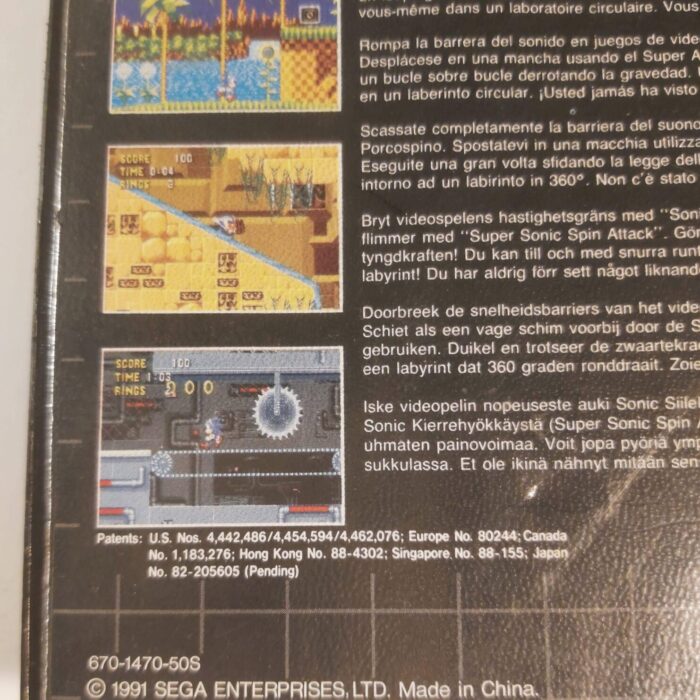 vous-même dans un laboratoire circulaire. Vous
Rompa la barrera del sonido en juegos de vide
Desplácese en una mancha usando el Super A
un bucle sobre bucle derrotando la gravedad.
en un laberinto circular. ¡Usted jamás ha visto
SCORE 100
TIME 0:04
RINGS
Scassate completamente la barriera del suono
Porcospino. Spostatevi in una macchia utilizza
Eseguite una gran volta sfidando la legge dell
intorno ad un labirinto in 360°. Non c'è stato
Bryt videospelens hastighetsgräns med "Son
flimmer med "Super Sonic Spin Attack". Gör
tyngdkraften! Du kan till och med snurra runt
labyrint! Du har aldrig förr sett något liknand
SCORE 100
TIME 1:03
RINGS
200
Doorbreek de snelheidsbarriers van het vide
Schiet als een vage schim voorbij door de S
gebruiken. Duikel en trotseer de zwaartekra
een labyrint dat 360 graden ronddraait. Zoie
Iske videopelin nopeuseste auki Sonic Siilel
Sonic Kierrehyökkäystä (Super Sonic Spin A
uhmaten painovoimaa. Voit jopa pyöriä ymp
sukkulassa. Et ole ikinä nähnyt mitään sen
Patents: U.S. Nos. 4,442,486/4,454,594/4,462,076; Europe No. 80244; Canada
No. 1,183,276; Hong Kong No. 88-4302; Singapore No. 88-155; Japan
No. 82-205605 (Pending)
670-1470-50S
© 1991 SEGA ENTERPRISES, LTD. Made in China.